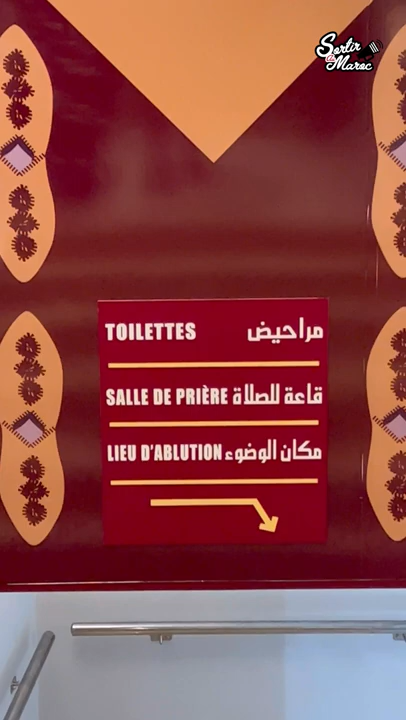 Sortir
au
Maroc
TOILETTES مراحيض
SALLE DE PRIÈRE قاعة للصلاة
LIEU D'ABLUTION مكان الوضوء